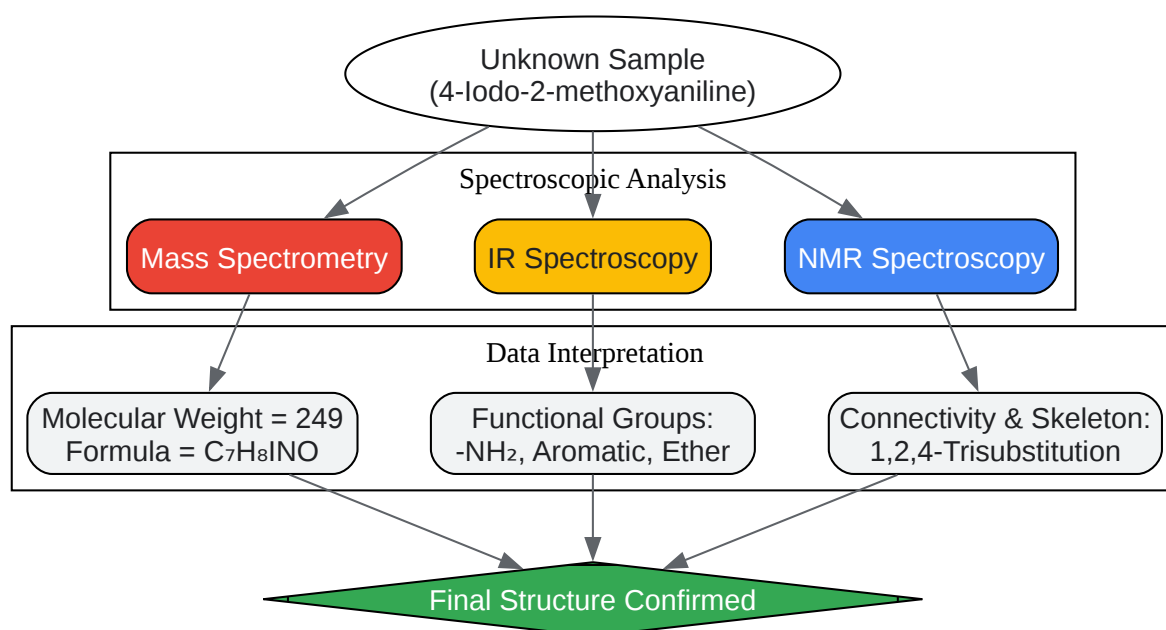 Unknown Sample
(4-Iodo-2-methoxyaniline)
Spectroscopic Analysis
Mass Spectrometry
IR Spectroscopy
NMR Spectroscopy
Data Interpretation
Molecular Weight = 249
Formula = C₇H₈INO
Functional Groups:
-NH₂, Aromatic, Ether
Connectivity & Skeleton:
1,2,4-Trisubstitution
Final Structure Confirmed